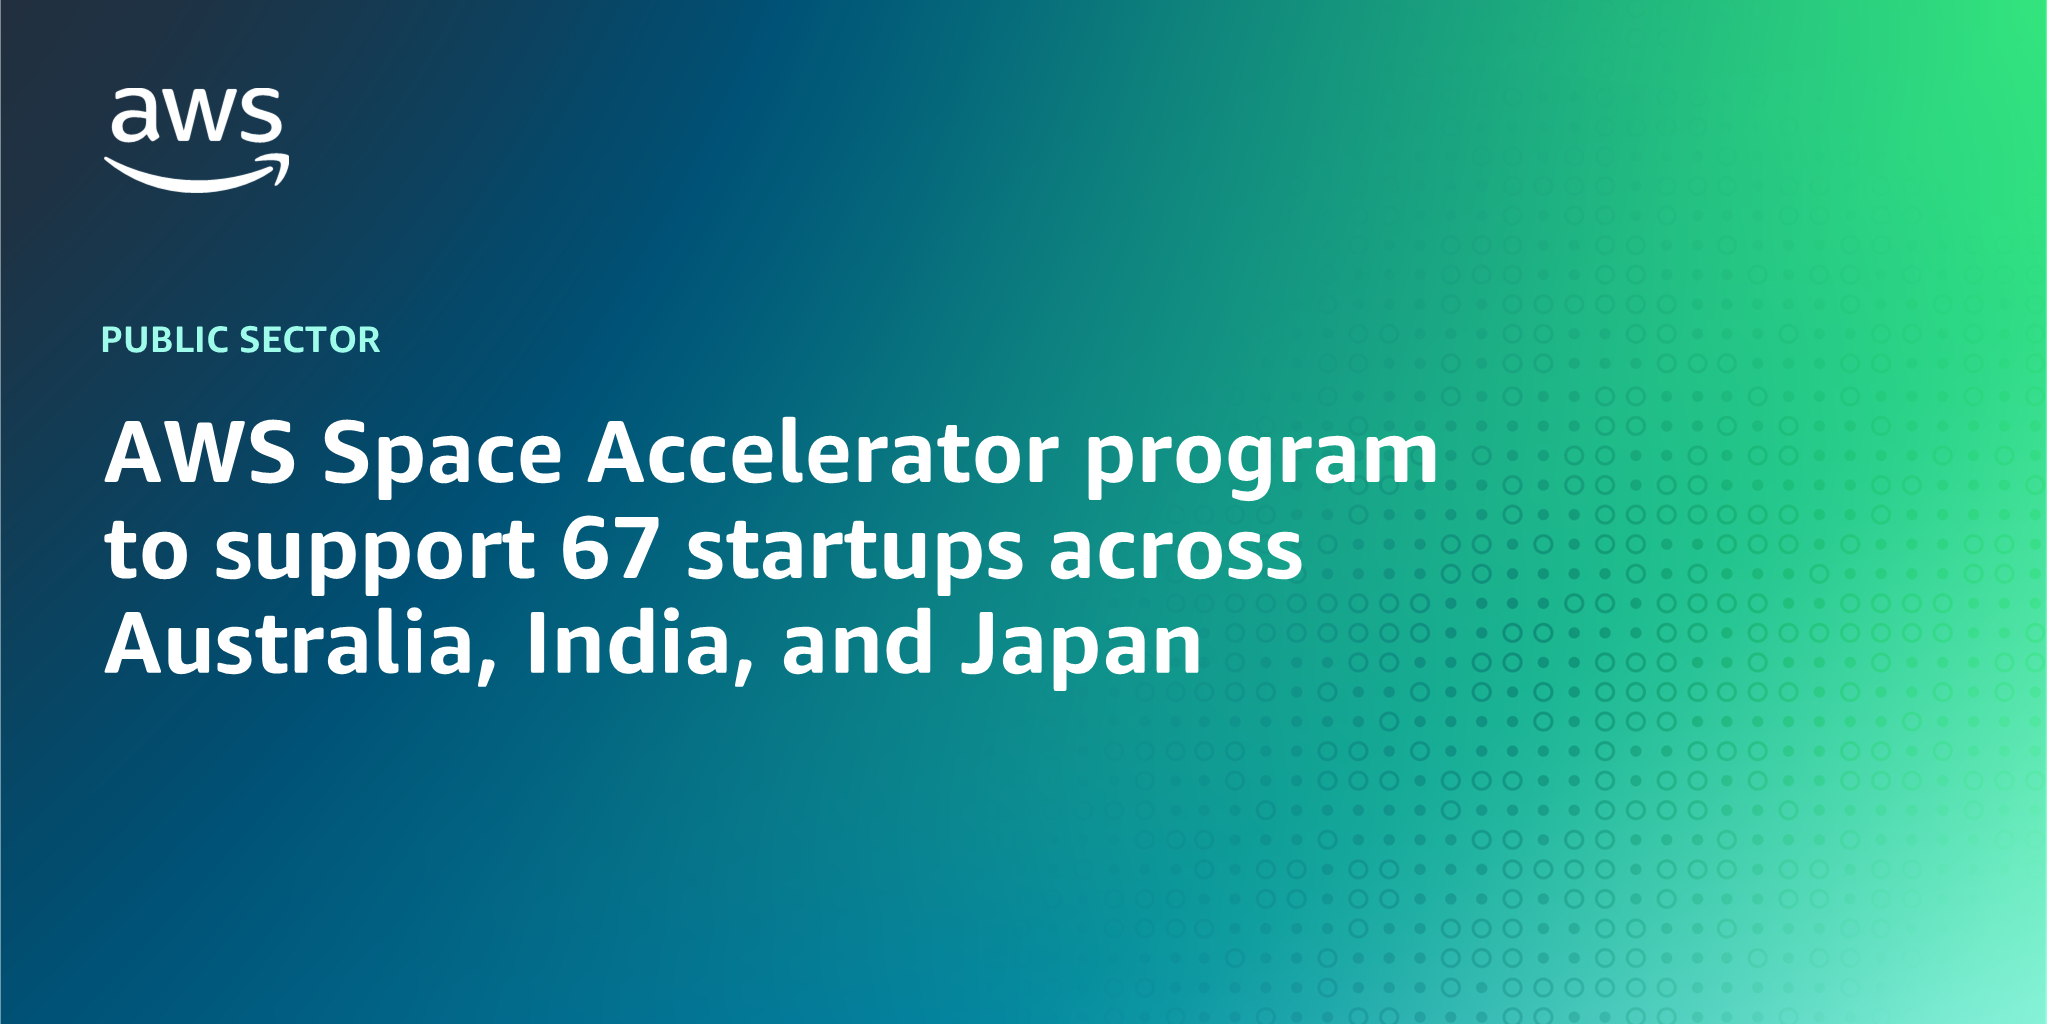 aws
PUBLIC SECTOR
AWS Space Accelerator program
to support 67 startups across
Australia, India, and Japan